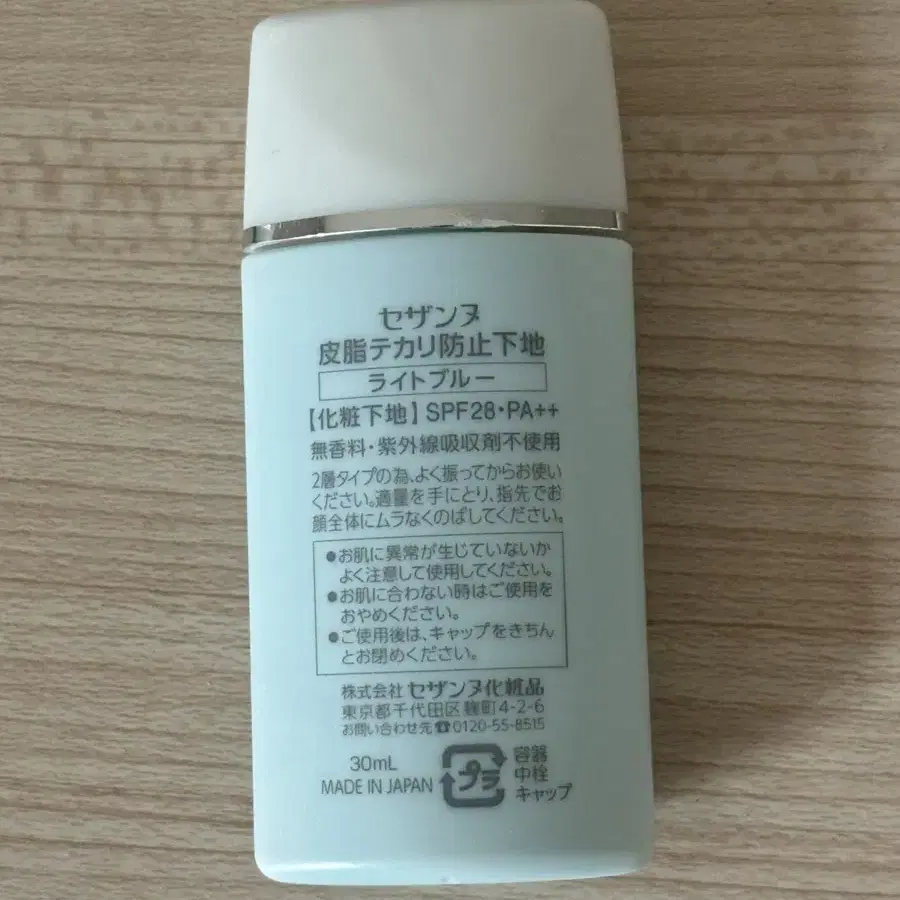 セザンヌ
皮脂テカリ防止下地
ライトブルー
【化粧下地】SPF28・PA++
無香料・紫外線吸収剤不使用
2層タイプの為、よく振ってからお使い
ください。適量を手にとり、指先でお
顔全体にムラなくのばしてください。
●お肌に異常が生じていないか
よく注意して使用してください。
●お肌に合わない時はご使用を
おやめください。
●ご使用後は、キャップをきちん
とお閉めください。
株式会社 セザンヌ化粧品
東京都千代田区麹町4-2-6
お問い合わせ先☎0120-55-8515
30mL
MADE IN JAPAN
プラ
容器
中栓
キャップ